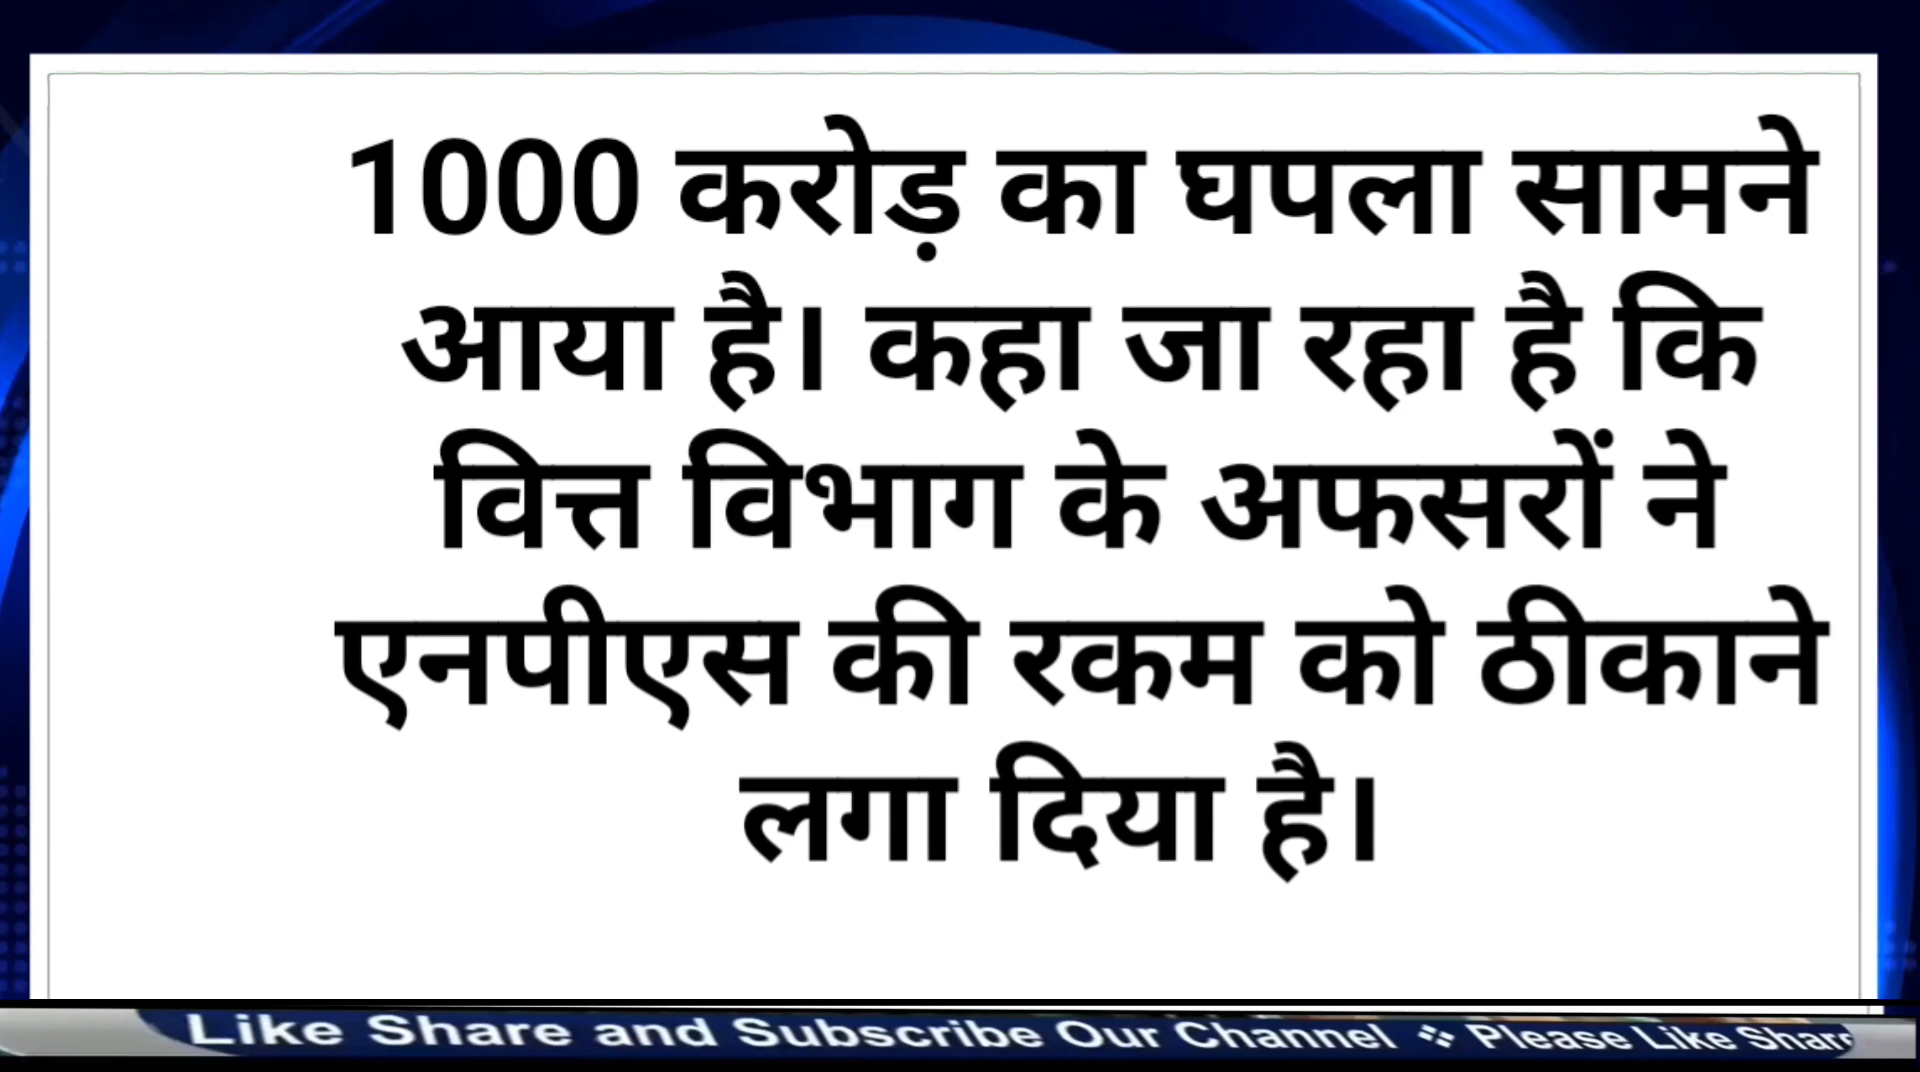 1000 करोड़ का घपला सामने
आया है। कहा जा रहा है कि
वित्त विभाग के अफसरों ने
एनपीएस की रकम को ठीकाने
लगा दिया है।
Like Share and Subscribe Our Channel ❖ Please Like Share